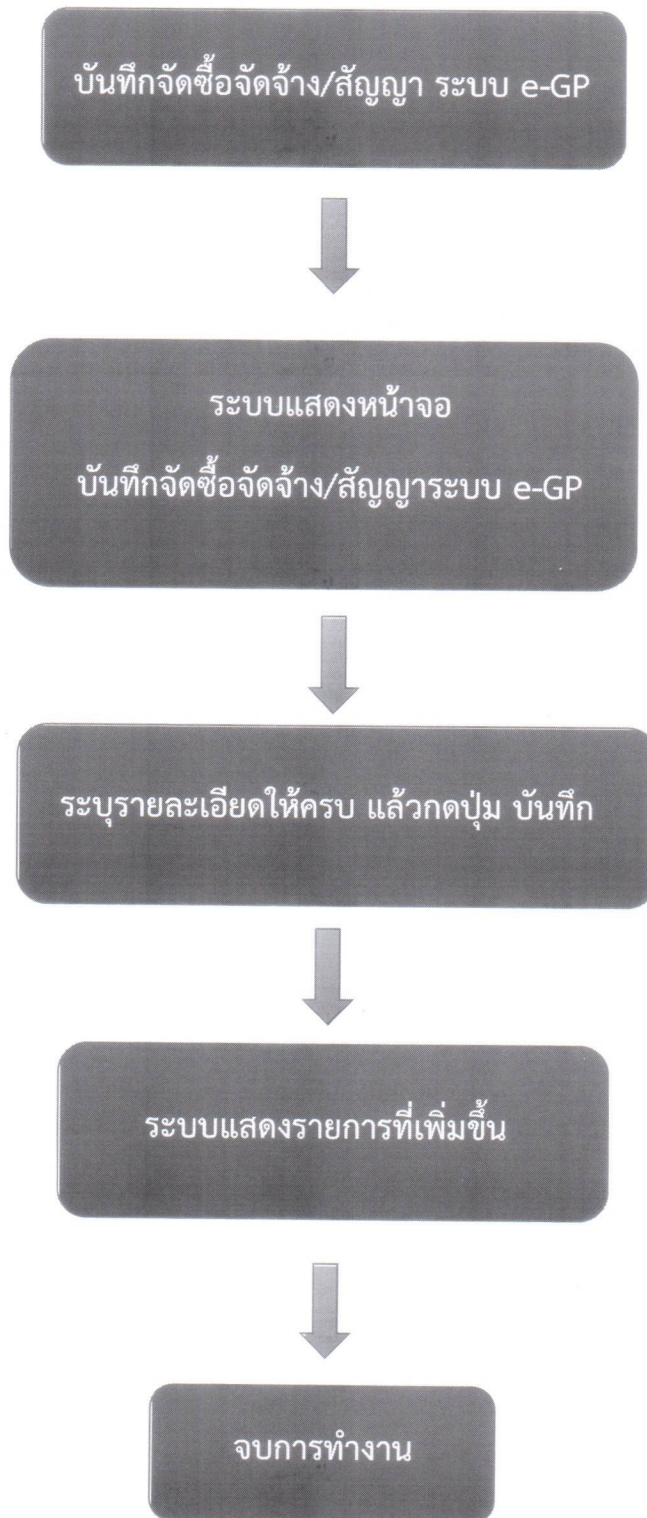 บันทึกจัดซื้อจัดจ้าง/สัญญา ระบบ e-GP
ระบบแสดงหน้าจอ
บันทึกจัดซื้อจัดจ้าง/สัญญาระบบ e-GP
ระบุรายละเอียดให้ครบ แล้วกดปุ่ม บันทึก
ระบบแสดงรายการที่เพิ่มขึ้น
จบการทำงาน